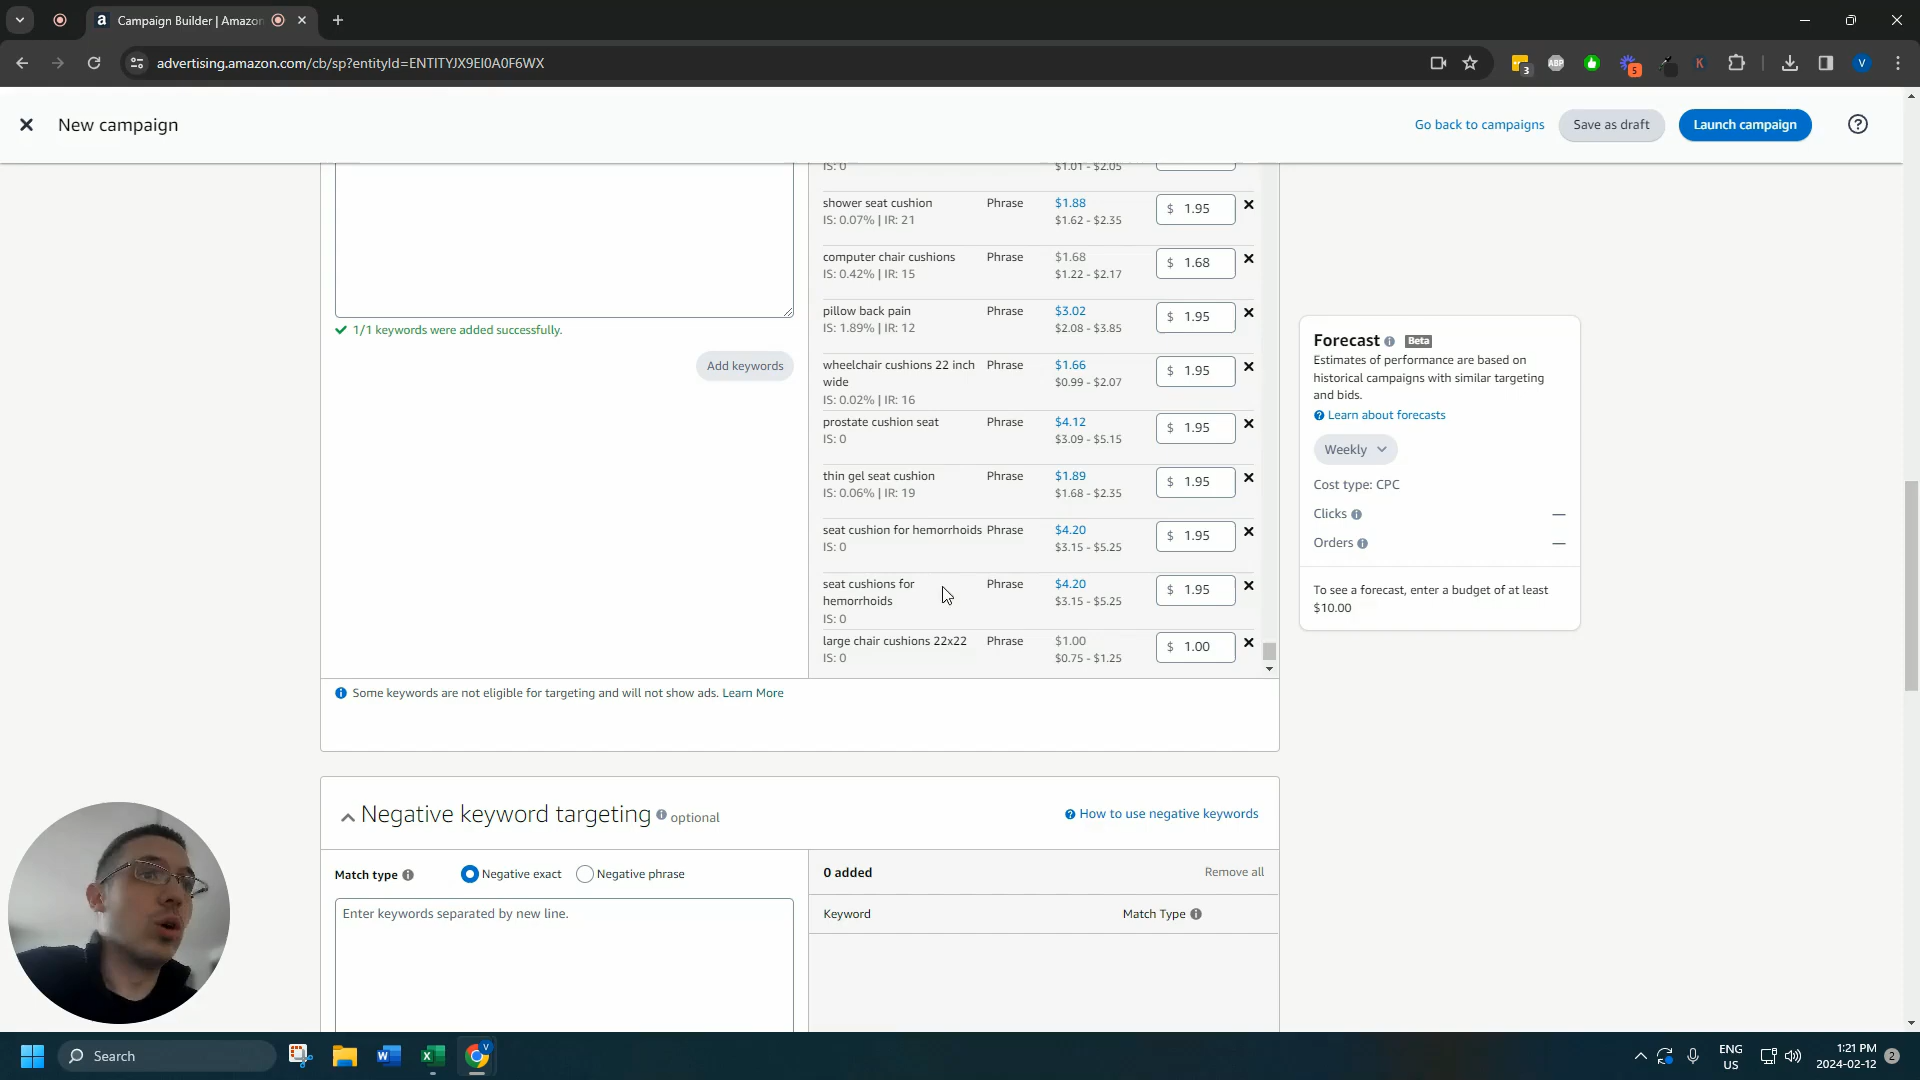 Campaign Builder | Amazon
advertising.amazon.com/cb/sp?entityId=ENTITYJX9EI0A0F6WX
3
ABP
5
K
V
New campaign
Go back to campaigns
Save as draft
Launch campaign
IS: 0
$1.01 - $2.05
shower seat cushion Phrase $1.88 $ 1.95
IS: 0.07% | IR: 21 $1.62 - $2.35
computer chair cushions Phrase $1.68 $ 1.68
IS: 0.42% | IR: 15 $1.22 - $2.17
pillow back pain Phrase $3.02 $ 1.95
IS: 1.89% | IR: 12 $2.08 - $3.85
wheelchair cushions 22 inch Phrase $1.66 $ 1.95
wide $0.99 - $2.07
IS: 0.02% | IR: 16
prostate cushion seat Phrase $4.12 $ 1.95
IS: 0 $3.09 - $5.15
thin gel seat cushion Phrase $1.89 $ 1.95
IS: 0.06% | IR: 19 $1.68 - $2.35
seat cushion for hemorrhoids Phrase $4.20 $ 1.95
IS: 0 $3.15 - $5.25
seat cushions for Phrase $4.20 $ 1.95
hemorrhoids $3.15 - $5.25
IS: 0
large chair cushions 22x22 Phrase $1.00 $ 1.00
IS: 0 $0.75 - $1.25
1/1 keywords were added successfully.
Add keywords
Some keywords are not eligible for targeting and will not show ads. Learn More
Forecast Beta
Estimates of performance are based on
historical campaigns with similar targeting
and bids.
Learn about forecasts
Weekly
Cost type: CPC
Clicks —
Orders —
To see a forecast, enter a budget of at least
$10.00
Negative keyword targeting optional
How to use negative keywords
Match type Negative exact Negative phrase
Enter keywords separated by new line.
0 added Remove all
Keyword Match Type
Search
ENG
US
1:21 PM
2024-02-12
2